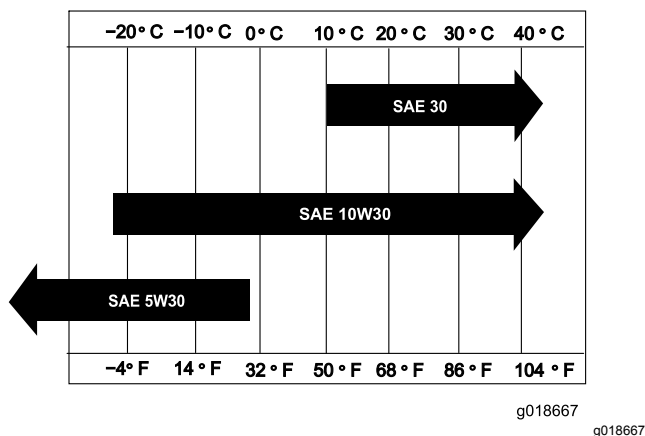 −20° C −10° C 0° C 10° C 20° C 30° C 40° C
SAE 30
SAE 10W30
SAE 5W30
−4° F 14° F 32° F 50° F 68° F 86° F 104° F
g018667
g018667